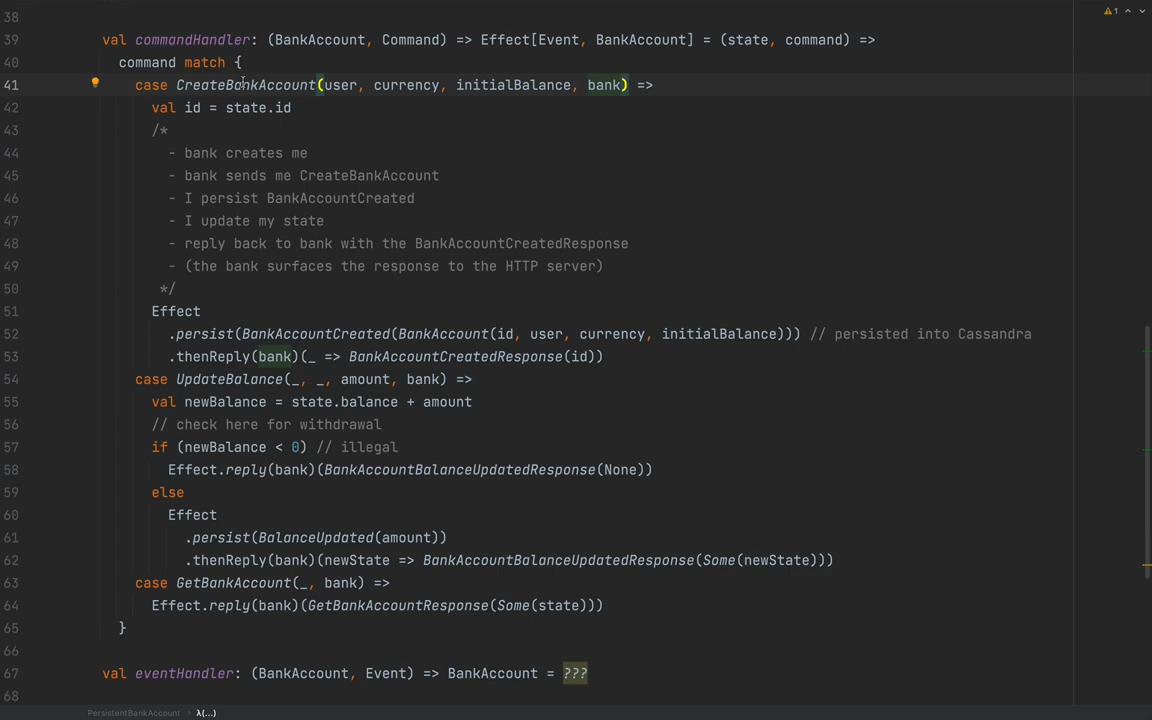 1
38
39 val commandHandler: (BankAccount, Command) => Effect[Event, BankAccount] = (state, command) =>
40 command match {
41 case CreateBankAccount(user, currency, initialBalance, bank) =>
42 val id = state.id
43 /*
44 - bank creates me
45 - bank sends me CreateBankAccount
46 - I persist BankAccountCreated
47 - I update my state
48 - reply back to bank with the BankAccountCreatedResponse
49 - (the bank surfaces the response to the HTTP server)
50 */
51 Effect
52 .persist(BankAccountCreated(BankAccount(id, user, currency, initialBalance))) // persisted into Cassandra
53 .thenReply(bank)(_ => BankAccountCreatedResponse(id))
54 case UpdateBalance(_, _, amount, bank) =>
55 val newBalance = state.balance + amount
56 // check here for withdrawal
57 if (newBalance < 0) // illegal
58 Effect.reply(bank)(BankAccountBalanceUpdatedResponse(None))
59 else
60 Effect
61 .persist(BalanceUpdated(amount))
62 .thenReply(bank)(newState => BankAccountBalanceUpdatedResponse(Some(newState)))
63 case GetBankAccount(_, bank) =>
64 Effect.reply(bank)(GetBankAccountResponse(Some(state)))
65 }
66
67 val eventHandler: (BankAccount, Event) => BankAccount = ???
68
PersistentBankAccount λ(...)